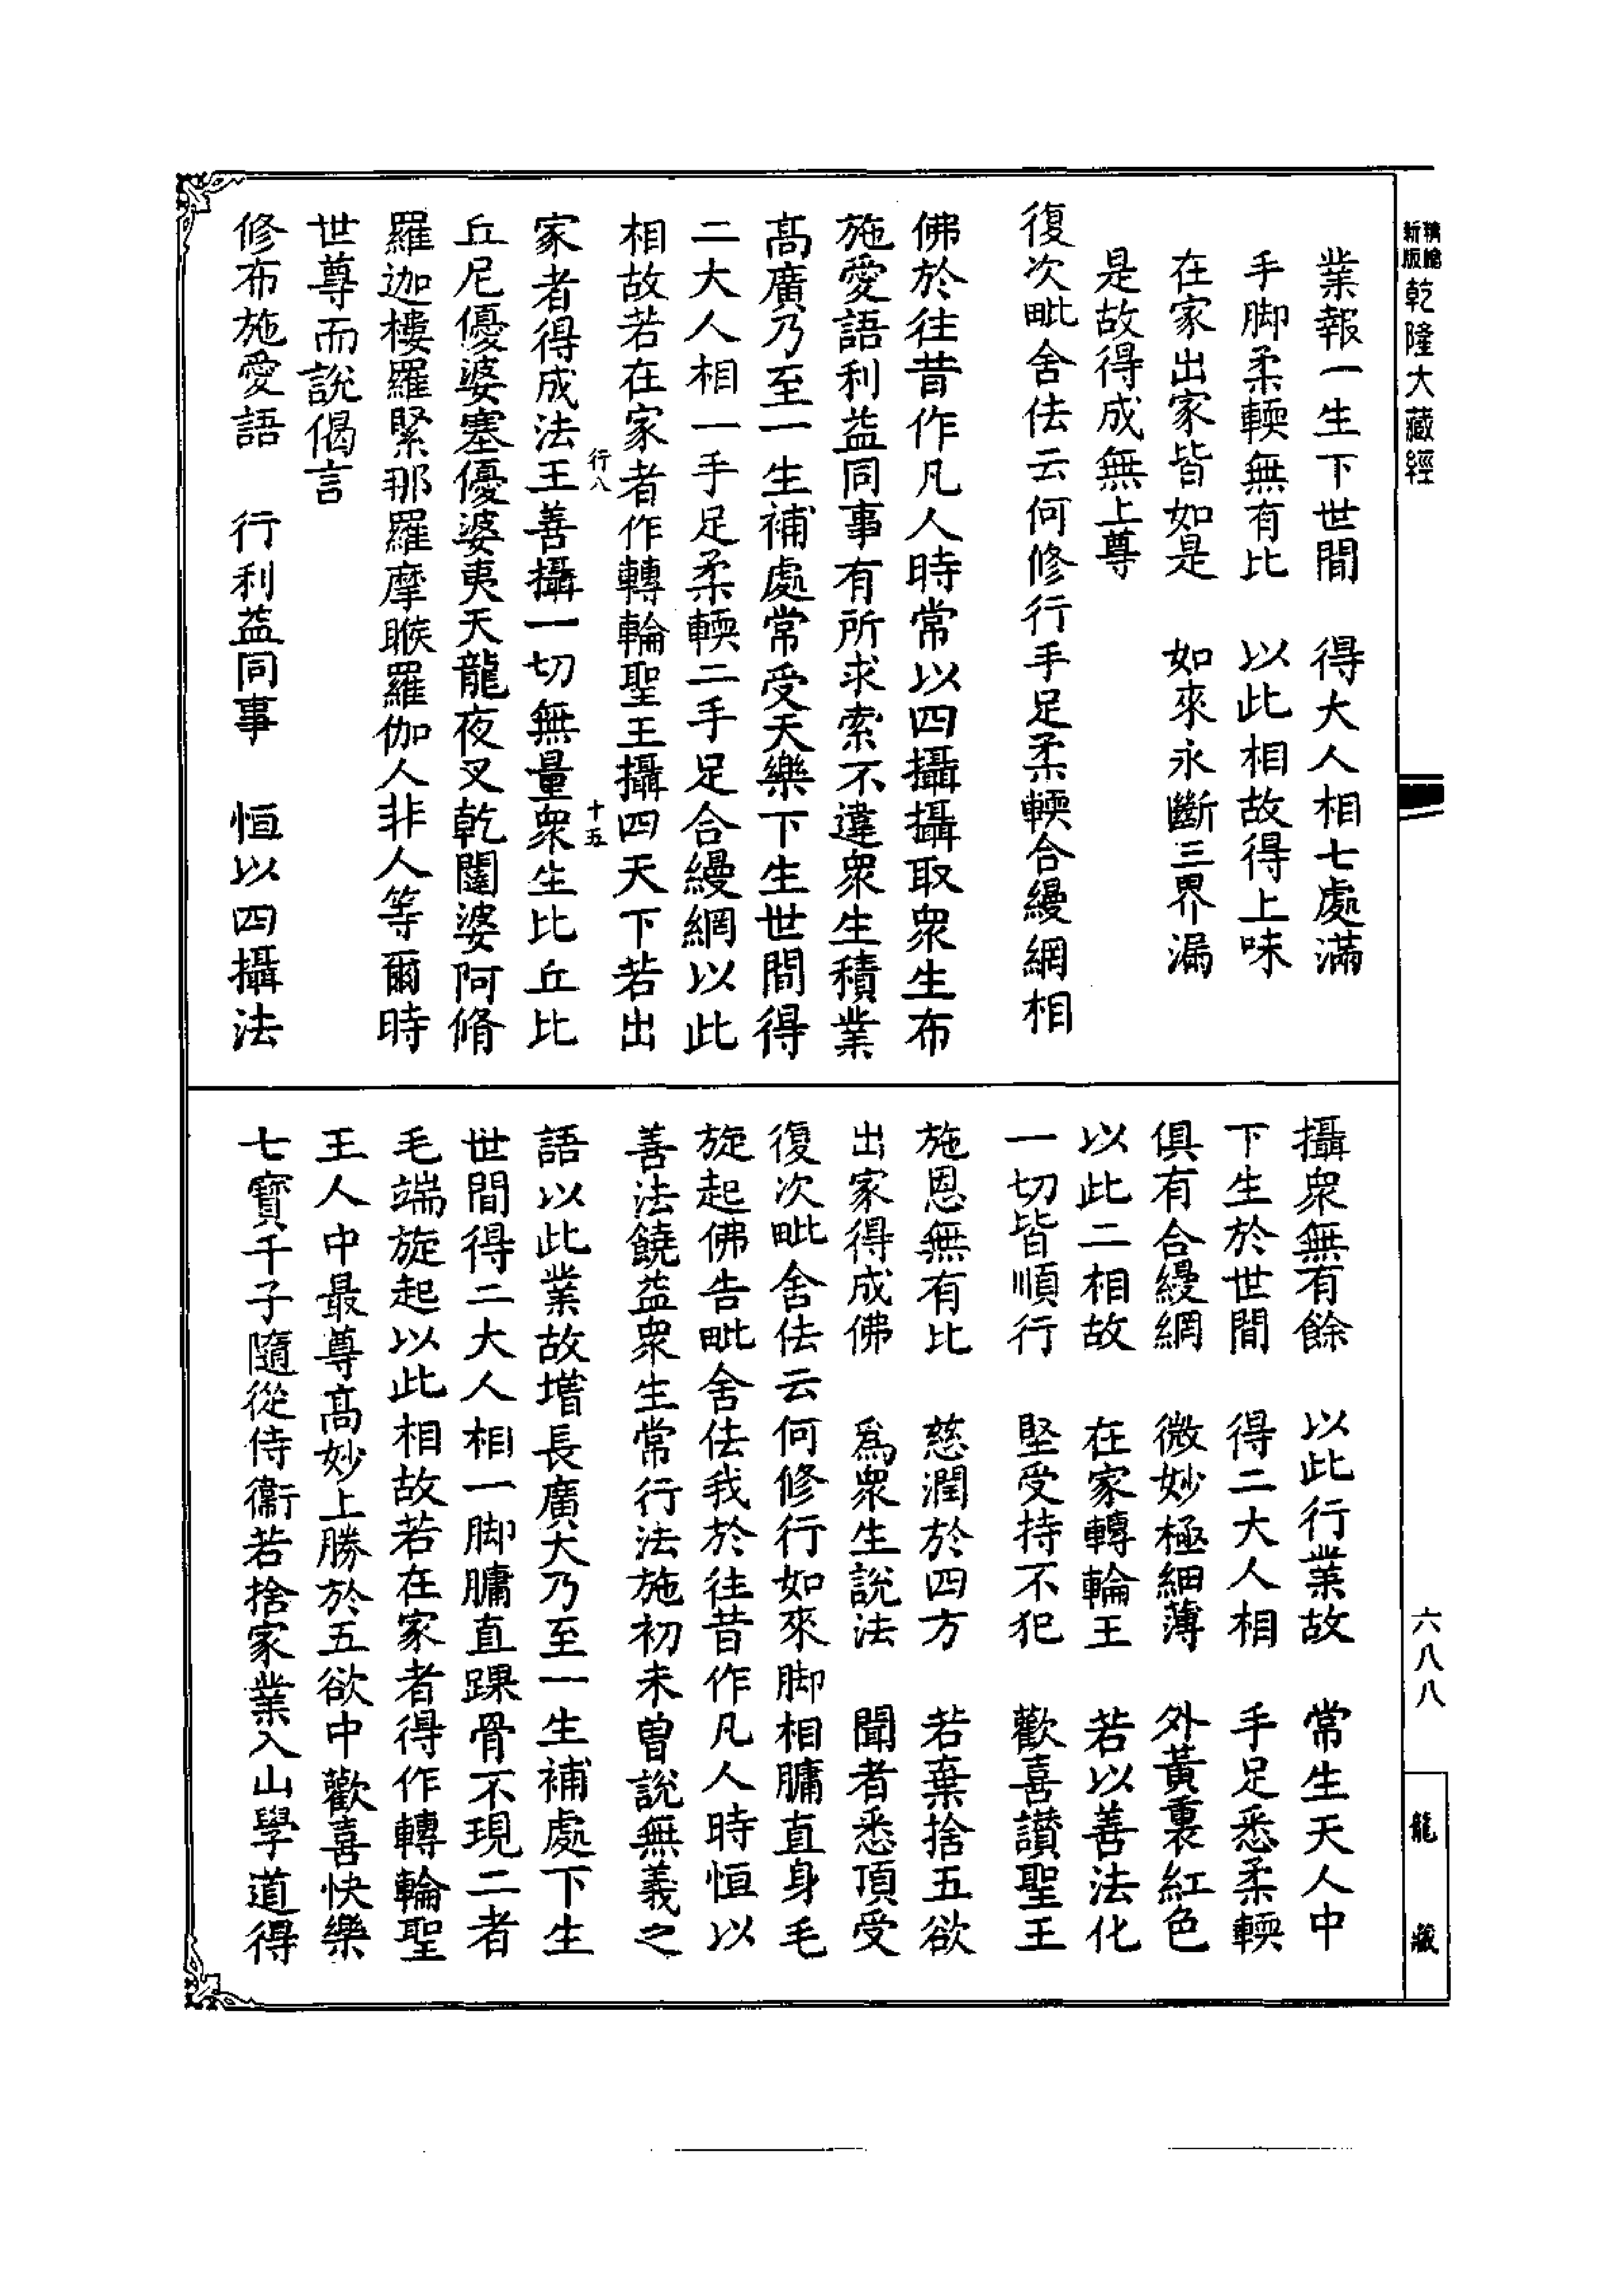 精繪
新版
乾隆大藏經
業報一生下世間　得大人相七處滿
手脚柔輭無有比　以此相故得上味
在家出家皆如是　如來永斷三界漏
是故得成無上尊
復次毗舍佉云何修行手足柔輭合縵網相
佛於往昔作凡人時常以四攝攝取衆生布
施愛語利益同事有所求索不違衆生積業
高廣乃至一生補處常受天樂下生世間得
二大人相一手足柔輭二手足合縵網以此
相故若在家者作轉輪聖王攝四天下若出
行八　十五
家者得成法王善攝一切無量衆生比丘比
丘尼優婆塞優婆夷天龍夜叉乾闥婆阿脩
羅迦樓羅緊那羅摩睺羅伽人非人等爾時
世尊而說偈言
修布施愛語　行利益同事　恒以四攝法
攝衆無有餘　以此行業故　常生天人中
下生於世間　得二大人相　手足悉柔輭
俱有合縵網　微妙極細薄　外黃裏紅色
以此二相故　在家轉輪王　若以善法化
一切皆順行　堅受持不犯　歡喜讃聖王
施恩無有比　慈潤於四方　若棄捨五欲
出家得成佛　爲衆生說法　聞者悉頂受
復次毗舍佉云何修行如來脚相𦟛直身毛
旋起佛告毗舍佉我於往昔作凡人時恒以
善法饒益衆生常行法施初未曾說無義之
語以此業故增長廣大乃至一生補處下生
世間得二大人相一脚𦟛直踝骨不現二者
毛端旋起以此相故若在家者得作轉輪聖
王人中最尊高妙上勝於五欲中歡喜快樂
七寶千子隨從侍衞若捨家業入山學道得
六八八
龍藏